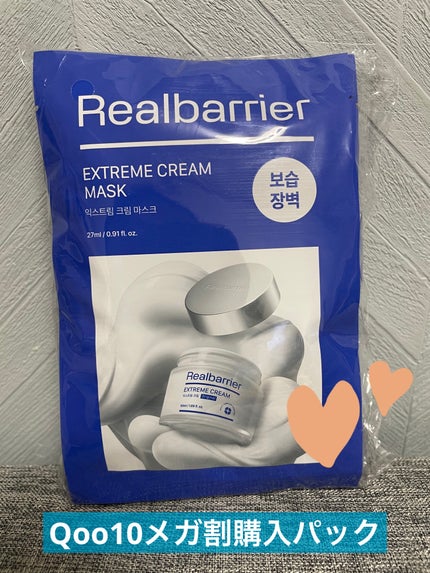 Realbarrier
EXTREME CREAM
MASK
익스트림 크림 마스크
27ml / 0.91 fl. oz.
보습
장벽
Realbarrier
Realbarrier
EXTREME CREAM
Qoo10メガ割購入パック